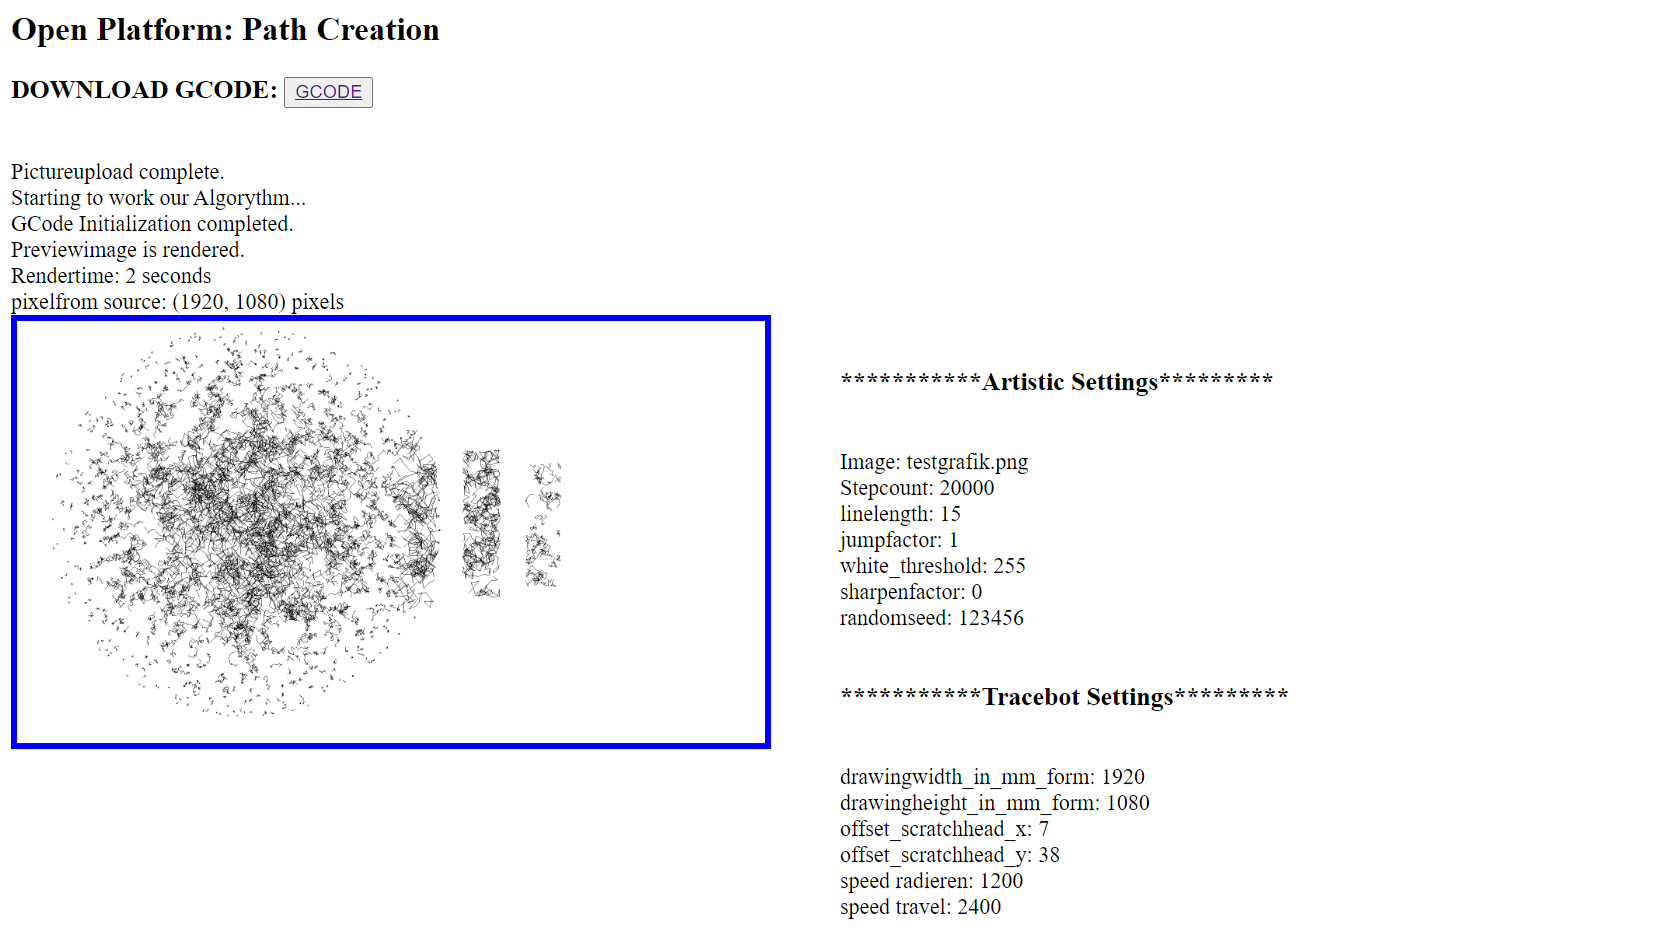 Open Platform: Path Creation
DOWNLOAD GCODE: GCODE
Pictureupload complete.
Starting to work our Algorythm...
GCode Initialization completed.
Previewimage is rendered.
Rendertime: 2 seconds
pixelfrom source: (1920, 1080) pixels
***********Artistic Settings*********
Image: testgrafik.png
Stepcount: 20000
linelength: 15
jumpfactor: 1
white_threshold: 255
sharpenfactor: 0
randomseed: 123456
***********Tracebot Settings*********
drawingwidth_in_mm_form: 1920
drawingheight_in_mm_form: 1080
offset_scratchhead_x: 7
offset_scratchhead_y: 38
speed radieren: 1200
speed travel: 2400